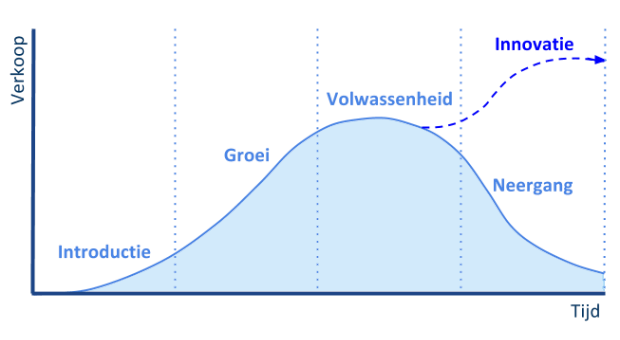 Verkoop
Innovatie
Volwassenheid
Groei
Neergang
Introductie
Tijd